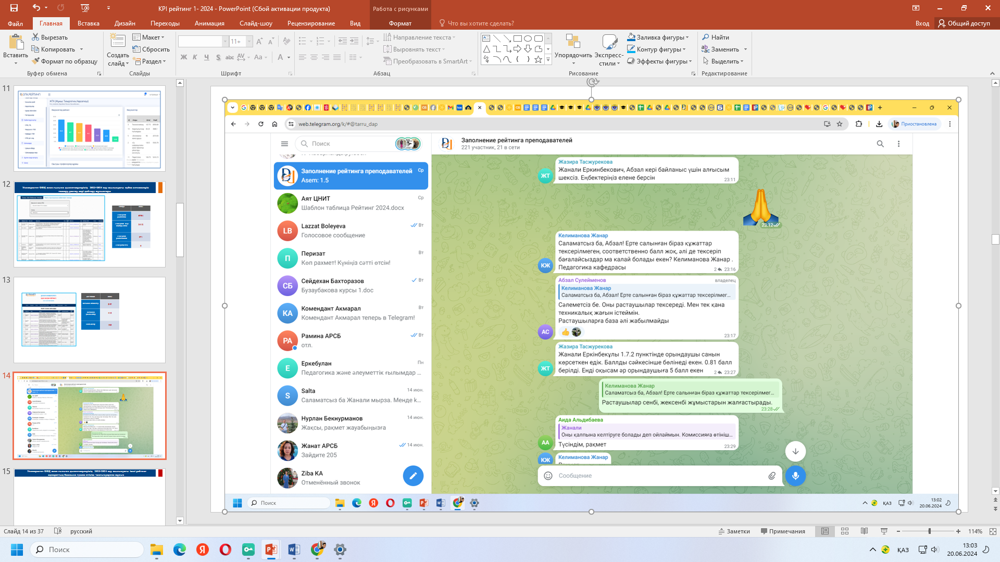 KPI рейтинг 1- 2024 - PowerPoint (Сбой активации продукта)
Работа с рисунками
Файл
Главная
Вставка
Дизайн
Переходы
Анимация
Слайд-шоу
Рецензирование
Вид
Формат
Что вы хотите сделать?
Вход
Общий доступ
Вставить
Вырезать
Копировать
Формат по образцу
Буфер обмена
Создать слайд
Макет
Сбросить
Раздел
Слайды
11+
Ж К Ч S abc AV Aa A
Шрифт
Направление текста
Выровнять текст
Преобразовать в SmartArt
Абзац
Упорядочить
Экспресс-стили
Заливка фигуры
Контур фигуры
Эффекты фигуры
Рисование
Найти
Заменить
Выделить
Редактирование
11
12
13
14
15
web.telegram.org/k/#@tarru_dap
Приостановлена
Поиск
Заполнение рейтинга преподавателей Ср
Asem: 1.5
Аят ЦНИТ Ср
Шаблон таблица Рейтинг 2024.docx
LB
Lazzat Boleyeva Вт
Голосовое сообщение
П
Перизат Вт
Көп рахмет! Күніңіз сәтті өтсін!
СБ
Сейдехан Бахторазов Вт
Бузаубакова курсы 1.doc
КА
Комендант Акмарал Вт
Комендант Акмарал теперь в Telegram!
РА
Рамина АРСБ Вт
отл.
Е
Еркебулан Пн
Педагогика және әлеуметтік ғылымдар ...
S
Salta 14 июн.
Саламатсыз ба Жанали мырза. Менде k...
Нурлан Бекнурманов 14 июн.
Жақсы, рақмет жауабыңызға
Жанат АРСБ 14 июн.
Зайдите 205
Ziba KA
Отменённый звонок
Заполнение рейтинга преподавателей
221 участник, 21 в сети
Жазира Тасжурекова
Жанали Еркинбекович, Абзал кері байланыс үшін алғысым
шексіз. Еңбектеріңіз елене берсін
23:11
ЖТ
23:12
Келиманова Жанар
Саламатсыз ба, Абзал! Ерте салынған біраз құжаттар
тексерілмеген, соответственно балл жоқ, әлі де тексеріп
бағалайсыздар ма калай болады екен? Келиманова Жанар .
Педагогика кафедрасы
2 23:16
КЖ
Абзал Сулейменов владелец
Келиманова Жанар
Саламатсыз ба, Абзал! Ерте салынған біраз құжаттар тексерілмег...
Сәлеметсіз бе. Оны растаушылар тексереді. Мен тек қана
техникалық жағын істеймін.
Растаушыларға база әлі жабылмайды
23:17
АС
Жазира Тасжурекова
Жанали Еркінбекұлы 1.7.2 пунктінде орындаушы санын
көрсеткен едік. Баллды сәйкесінше бөлінеді екен. 0.81 балл
берілді. Енді оқысам әр орындаушыға 5 балл екен
2 23:27
ЖТ
Келиманова Жанар
Саламатсыз ба, Абзал! Ерте салынған біраз құжаттар тексерілмег...
Растаушылар сенбі, жексенбі жұмыстарын жалғастырады.
23:28
Аида Альдибаева
Жанали
Оны қалпына келтіруге болады деп ойлаймын. Комиссияға өтініш...
Түсіндім, рақмет
23:29
АА
Келиманова Жанар
КЖ
Сообщение
Поиск
ҚАЗ
13:02
20.06.2024
Слайд 14 из 37
русский
Заметки
Примечания
114%
Поиск
ҚАЗ
13:03
20.06.2024